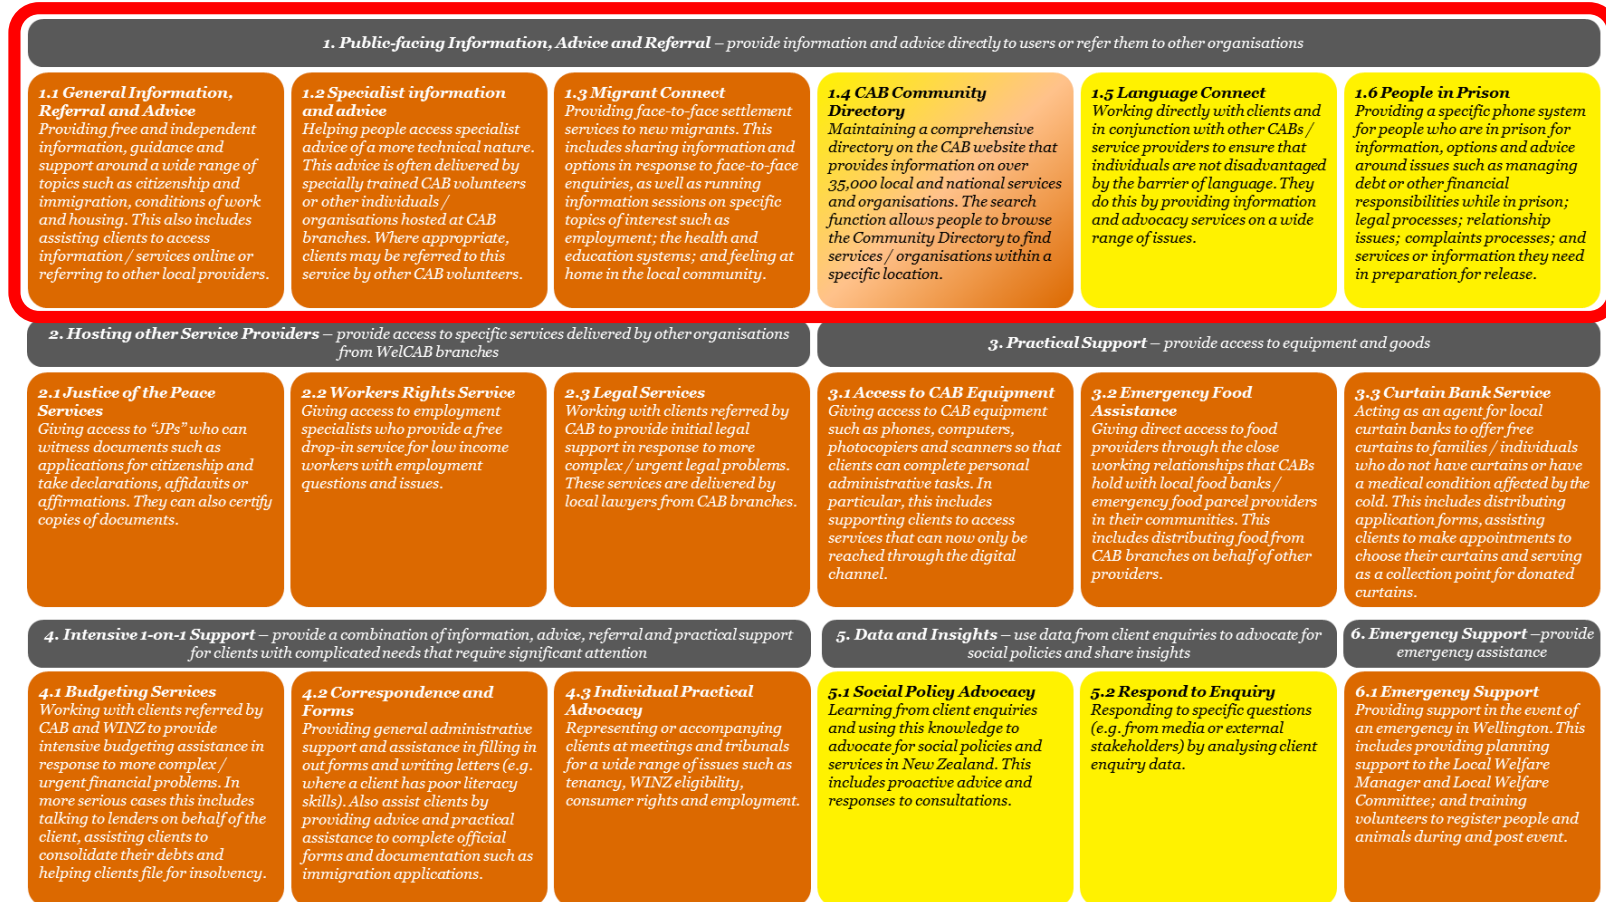 1. Public-facing Information, Advice and Referral – provide information and advice directly to users or refer them to other organisations
1.1 General Information,
Referral and Advice
Providing free and independent
information, guidance and
support around a wide range of
topics such as citizenship and
immigration, conditions of work
and housing. This also includes
assisting clients to access
information / services online or
referring to other local providers.
1.2 Specialist information
and advice
Helping people access specialist
advice of a more technical nature.
This advice is often delivered by
specially trained CAB volunteers
or other individuals /
organisations hosted at CAB
branches. Where appropriate,
clients may be referred to this
service by other CAB volunteers.
1.3 Migrant Connect
Providing face-to-face settlement
services to new migrants. This
includes sharing information and
options in response to face-to-face
enquiries, as well as running
information sessions on specific
topics of interest such as
employment; the health and
education systems; and feeling at
home in the local community.
1.4 CAB Community
Directory
Maintaining a comprehensive
directory on the CAB website that
provides information on over
35,000 local and national services
and organisations. The search
function allows people to browse
the Community Directory to find
services / organisations within a
specific location.
1.5 Language Connect
Working directly with clients and
in conjunction with other CABs /
service providers to ensure that
individuals are not disadvantaged
by the barrier of language. They
do this by providing information
and advocacy services on a wide
range of issues.
1.6 People in Prison
Providing a specific phone system
for people who are in prison for
information, options and advice
around issues such as managing
debt or other financial
responsibilities while in prison;
legal processes; relationship
issues; complaints processes; and
services or information they need
in preparation for release.
2. Hosting other Service Providers – provide access to specific services delivered by other organisations
from WelCAB branches
3. Practical Support – provide access to equipment and goods
2.1 Justice of the Peace
Services
Giving access to “JPs” who can
witness documents such as
applications for citizenship and
take declarations, affidavits or
affirmations. They can also certify
copies of documents.
2.2 Workers Rights Service
Giving access to employment
specialists who provide a free
drop-in service for low income
workers with employment
questions and issues.
2.3 Legal Services
Working with clients referred by
CAB to provide initial legal
support in response to more
complex / urgent legal problems.
These services are delivered by
local lawyers from CAB branches.
3.1 Access to CAB Equipment
Giving access to CAB equipment
such as phones, computers,
photocopiers and scanners so that
clients can complete personal
administrative tasks. In
particular, this includes
supporting clients to access
services that can now only be
reached through the digital
channel.
3.2 Emergency Food
Assistance
Giving direct access to food
providers through the close
working relationships that CABs
hold with local food banks /
emergency food parcel providers
in their communities. This
includes distributing food from
CAB branches on behalf of other
providers.
3.3 Curtain Bank Service
Acting as an agent for local
curtain banks to offer free
curtains to families / individuals
who do not have curtains or have
a medical condition affected by the
cold. This includes distributing
application forms, assisting
clients to make appointments to
choose their curtains and serving
as a collection point for donated
curtains.
4. Intensive 1-on-1 Support – provide a combination of information, advice, referral and practical support
for clients with complicated needs that require significant attention
5. Data and Insights – use data from client enquiries to advocate for
social policies and share insights
6. Emergency Support –provide
emergency assistance
4.1 Budgeting Services
Working with clients referred by
CAB and WINZ to provide
intensive budgeting assistance in
response to more complex /
urgent financial problems. In
more serious cases this includes
talking to lenders on behalf of the
client, assisting clients to
consolidate their debts and
helping clients file for insolvency.
4.2 Correspondence and
Forms
Providing general administrative
support and assistance in filling in
out forms and writing letters (e.g.
where a client has poor literacy
skills). Also assist clients by
providing advice and practical
assistance to complete official
forms and documentation such as
immigration applications.
4.3 Individual Practical
Advocacy
Representing or accompanying
clients at meetings and tribunals
for a wide range of issues such as
tenancy, WINZ eligibility,
consumer rights and employment.
5.1 Social Policy Advocacy
Learning from client enquiries
and using this knowledge to
advocate for social policies and
services in New Zealand. This
includes proactive advice and
responses to consultations.
5.2 Respond to Enquiry
Responding to specific questions
(e.g. from media or external
stakeholders) by analysing client
enquiry data.
6.1 Emergency Support
Providing support in the event of
an emergency in Wellington. This
includes providing planning
support to the Local Welfare
Manager and Local Welfare
Committee; and training
volunteers to register people and
animals during and post event.